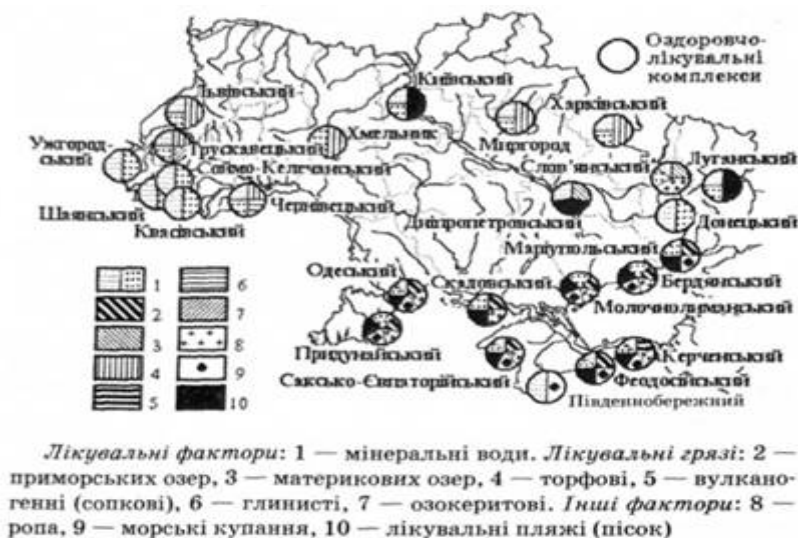 Оздоровчо-
лікувальні
комплекси
Київський
Львівський
Харківський
Ужгород-
ський
Хмельник
Миргород
Трускавецький
Слов'янський
Луганський
Соймо-Келечанський
Шаянський
Чернівецький
Дніпропетровський
Донецький
Квасівський
Маріупольський
Одеський
Скадовський
Бердянський
Молочнолиманський
Придунайський
Керченський
Саксько-Євпаторійський
Феодосійський
Південнобережний
1 6
2 7
3 8
4 9
5 10
Лікувальні фактори: 1 — мінеральні води. Лікувальні грязі: 2 —
приморських озер, 3 — материкових озер, 4 — торфові, 5 — вулкано-
генні (сопкові), 6 — глинисті, 7 — озокеритові. Інші фактори: 8 —
ропа, 9 — морські купання, 10 — лікувальні пляжі (пісок)